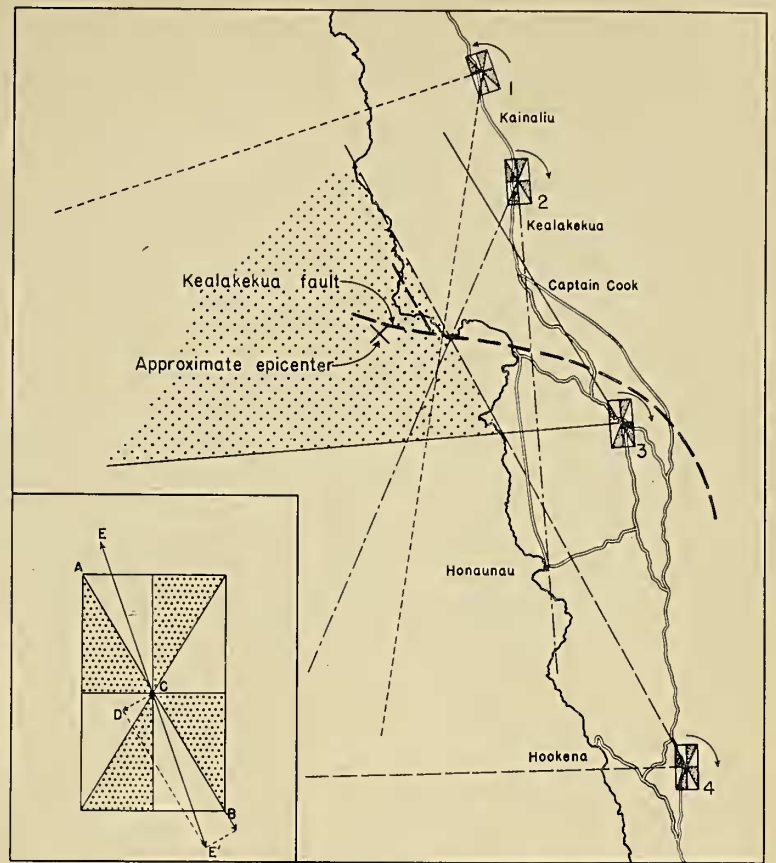 1
Kainaliu
2
Kealakekua
Captain Cook
Kealakekua fault
Approximate epicenter
3
Honaunau
Hookena
4
E
A
C
D
B
E'